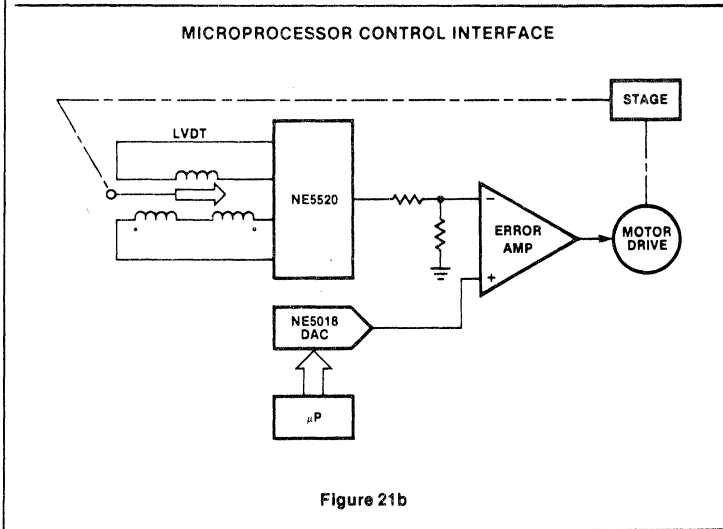 MICROPROCESSOR CONTROL INTERFACE
STAGE
LVDT
NE5520
−
ERROR
AMP
+
MOTOR
DRIVE
NE5018
DAC
μP
Figure 21b